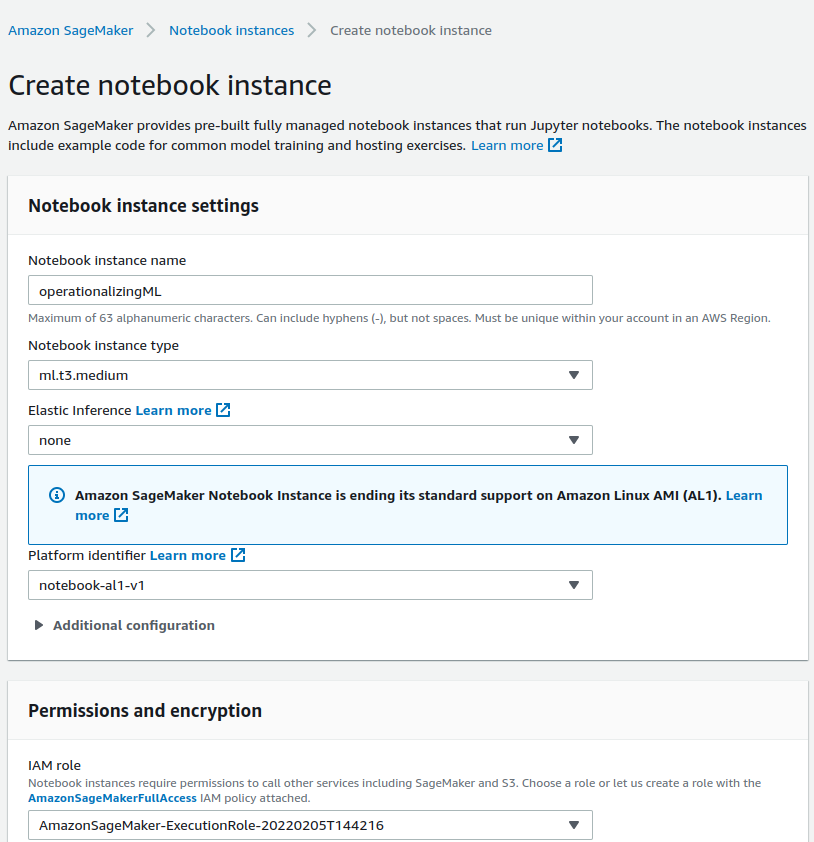 Amazon SageMaker > Notebook instances > Create notebook instance
Create notebook instance
Amazon SageMaker provides pre-built fully managed notebook instances that run Jupyter notebooks. The notebook instances
include example code for common model training and hosting exercises. Learn more
Notebook instance settings
Notebook instance name
operationalizingML
Maximum of 63 alphanumeric characters. Can include hyphens (-), but not spaces. Must be unique within your account in an AWS Region.
Notebook instance type
ml.t3.medium
Elastic Inference Learn more
none
Amazon SageMaker Notebook Instance is ending its standard support on Amazon Linux AMI (AL1). Learn
more
Platform identifier Learn more
notebook-al1-v1
Additional configuration
Permissions and encryption
IAM role
Notebook instances require permissions to call other services including SageMaker and S3. Choose a role or let us create a role with the
AmazonSageMakerFullAccess IAM policy attached.
AmazonSageMaker-ExecutionRole-20220205T144216